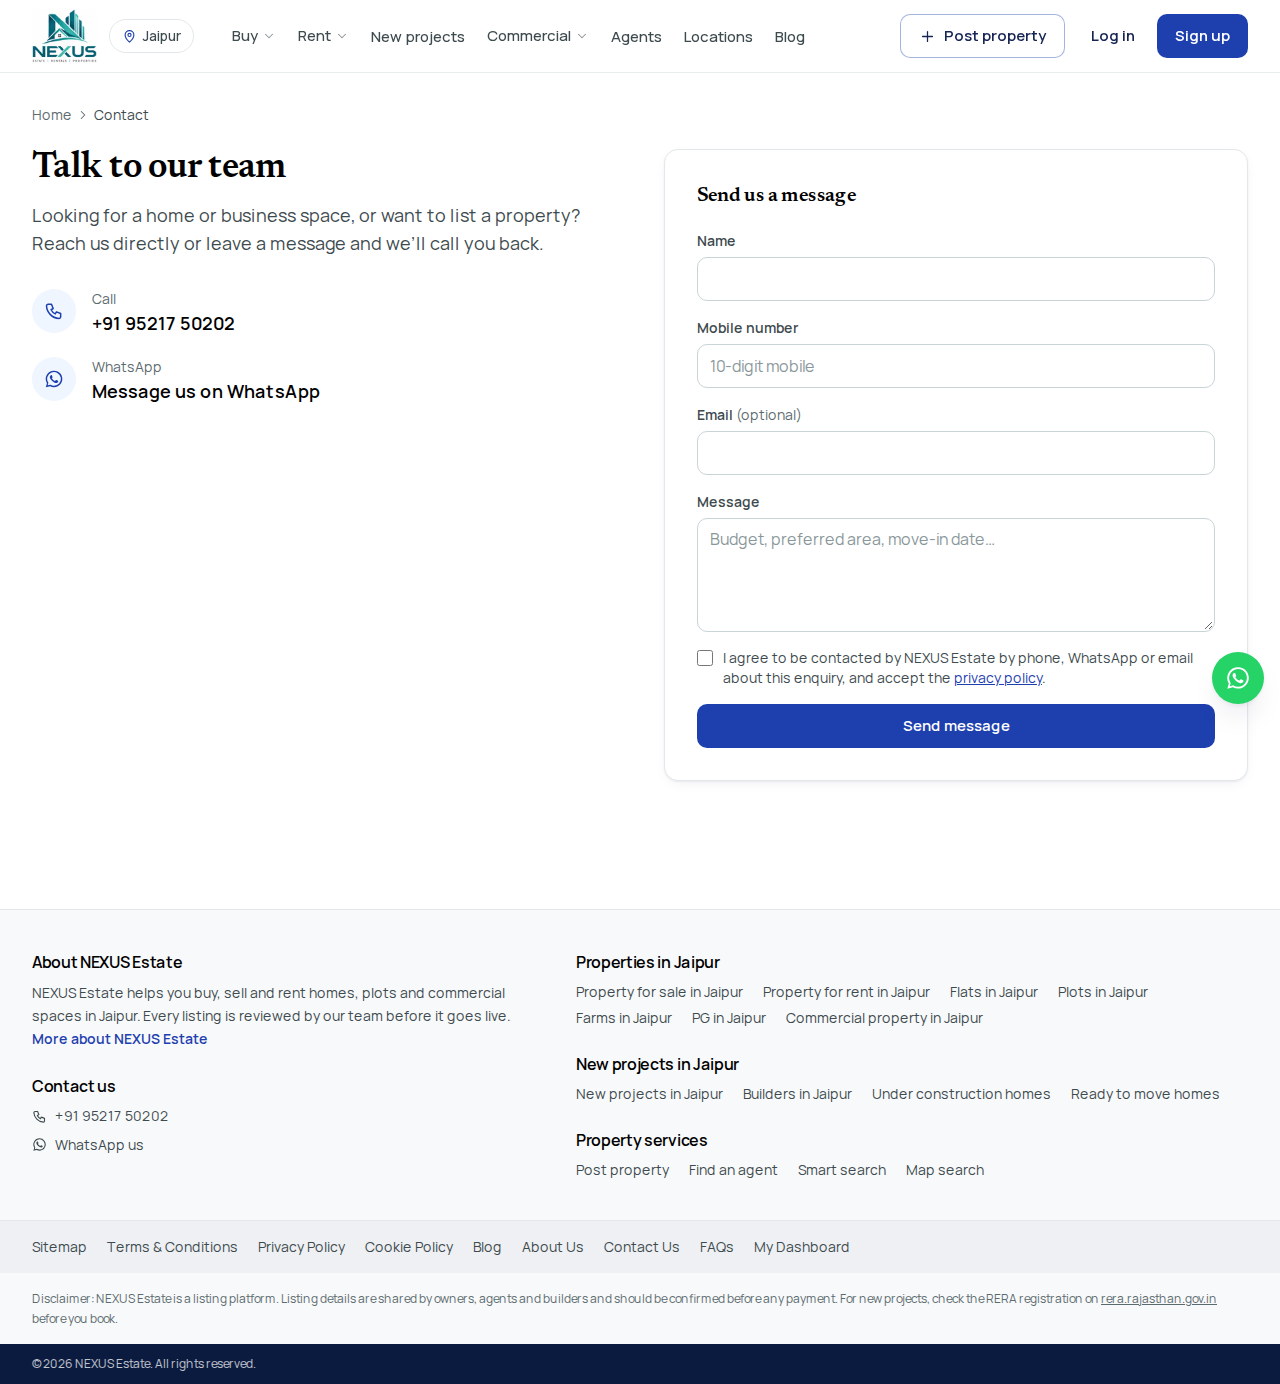 NEXUS
Jaipur
Buy
Rent
New projects
Commercial
Agents
Locations
Blog
Post property
Log in
Sign up
Home
Contact
Talk to our team
Looking for a home or business space, or want to list a property?
Reach us directly or leave a message and we’ll call you back.
Call
+91 95217 50202
WhatsApp
Message us on WhatsApp
Send us a message
Name
Mobile number
10-digit mobile
Email (optional)
Message
Budget, preferred area, move-in date...
I agree to be contacted by NEXUS Estate by phone, WhatsApp or email
about this enquiry, and accept the privacy policy.
Send message
About NEXUS Estate
NEXUS Estate helps you buy, sell and rent homes, plots and commercial
spaces in Jaipur. Every listing is reviewed by our team before it goes live.
More about NEXUS Estate
Contact us
+91 95217 50202
WhatsApp us
Properties in Jaipur
Property for sale in Jaipur
Property for rent in Jaipur
Flats in Jaipur
Plots in Jaipur
Farms in Jaipur
PG in Jaipur
Commercial property in Jaipur
New projects in Jaipur
New projects in Jaipur
Builders in Jaipur
Under construction homes
Ready to move homes
Property services
Post property
Find an agent
Smart search
Map search
Sitemap
Terms & Conditions
Privacy Policy
Cookie Policy
Blog
About Us
Contact Us
FAQs
My Dashboard
Disclaimer: NEXUS Estate is a listing platform. Listing details are shared by owners, agents and builders and should be confirmed before any payment. For new projects, check the RERA registration on rera.rajasthan.gov.in
before you book.
© 2026 NEXUS Estate. All rights reserved.